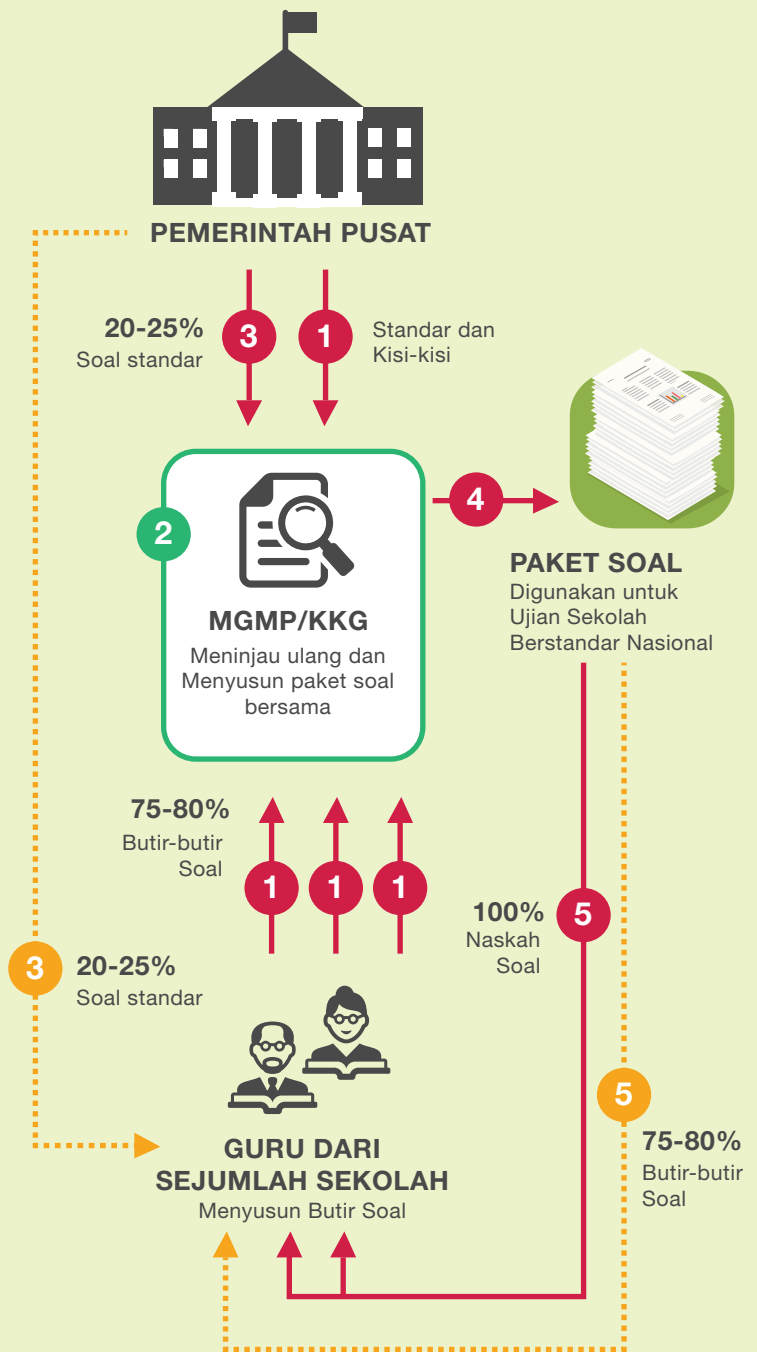 PEMERINTAH PUSAT
20-25%
Soal standar
3
1
Standar dan
Kisi-kisi
2
MGMP/KKG
Meninjau ulang dan
Menyusun paket soal
bersama
4
PAKET SOAL
Digunakan untuk
Ujian Sekolah
Berstandar Nasional
75-80%
Butir-butir
Soal
1
1
1
100%
Naskah
Soal
5
3
20-25%
Soal standar
5
75-80%
Butir-butir
Soal
GURU DARI
SEJUMLAH SEKOLAH
Menyusun Butir Soal